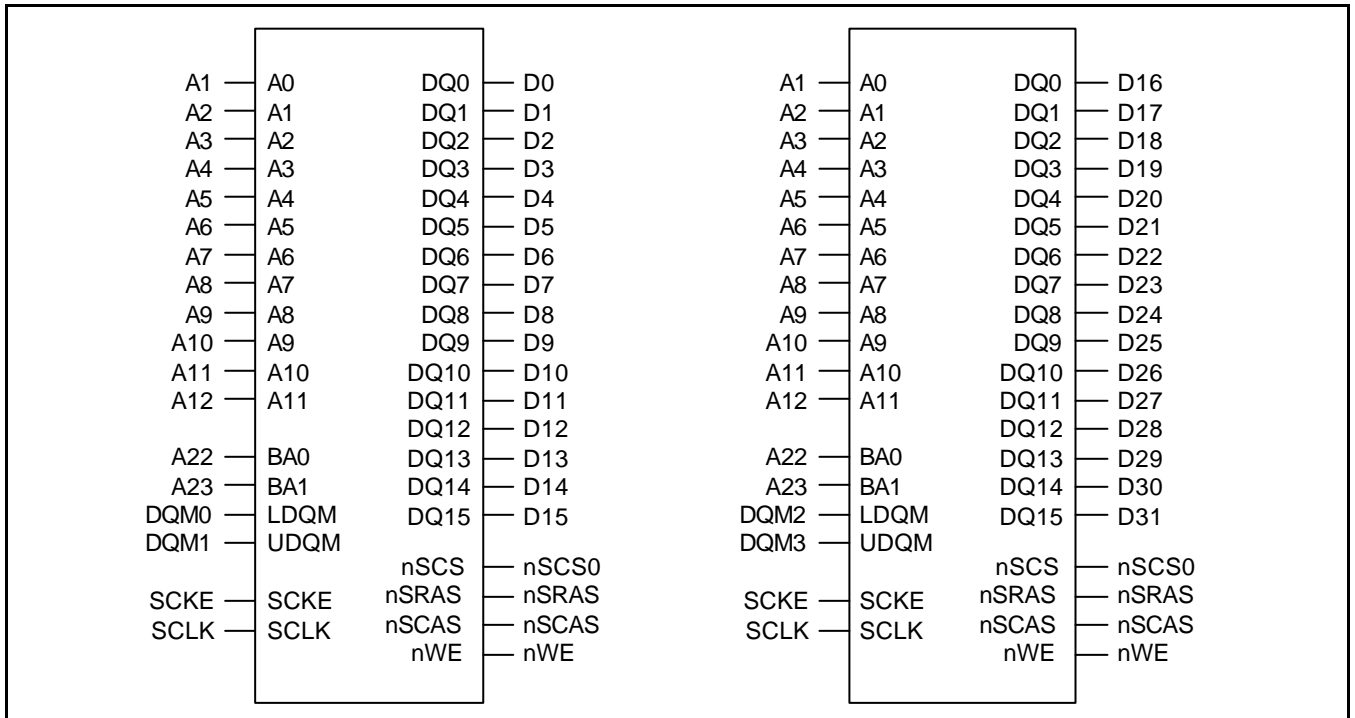 A1 A0 DQ0 D0 A1 A0 DQ0 D16
A2 A1 DQ1 D1 A2 A1 DQ1 D17
A3 A2 DQ2 D2 A3 A2 DQ2 D18
A4 A3 DQ3 D3 A4 A3 DQ3 D19
A5 A4 DQ4 D4 A5 A4 DQ4 D20
A6 A5 DQ5 D5 A6 A5 DQ5 D21
A7 A6 DQ6 D6 A7 A6 DQ6 D22
A8 A7 DQ7 D7 A8 A7 DQ7 D23
A9 A8 DQ8 D8 A9 A8 DQ8 D24
A10 A9 DQ9 D9 A10 A9 DQ9 D25
A11 A10 DQ10 D10 A11 A10 DQ10 D26
A12 A11 DQ11 D11 A12 A11 DQ11 D27
DQ12 D12 DQ12 D28
A22 BA0 DQ13 D13 A22 BA0 DQ13 D29
A23 BA1 DQ14 D14 A23 BA1 DQ14 D30
DQM0 LDQM DQ15 D15 DQM2 LDQM DQ15 D31
DQM1 UDQM DQM3 UDQM
nSCS nSCS0 nSCS nSCS0
SCKE SCKE nSRAS nSRAS SCKE SCKE nSRAS nSRAS
SCLK SCLK nSCAS nSCAS SCLK SCLK nSCAS nSCAS
nWE nWE nWE nWE